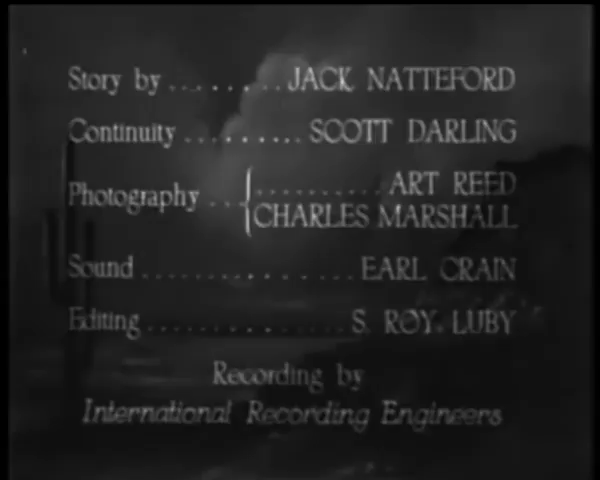 Story by ........ JACK NATTEFORD
Continuity ......... SCOTT DARLING
Photography ... { .......... ART REED
CHARLES MARSHALL
Sound ............... EARL CRAIN
Editing ............... S. ROY LUBY
Recording by
International Recording Engineers